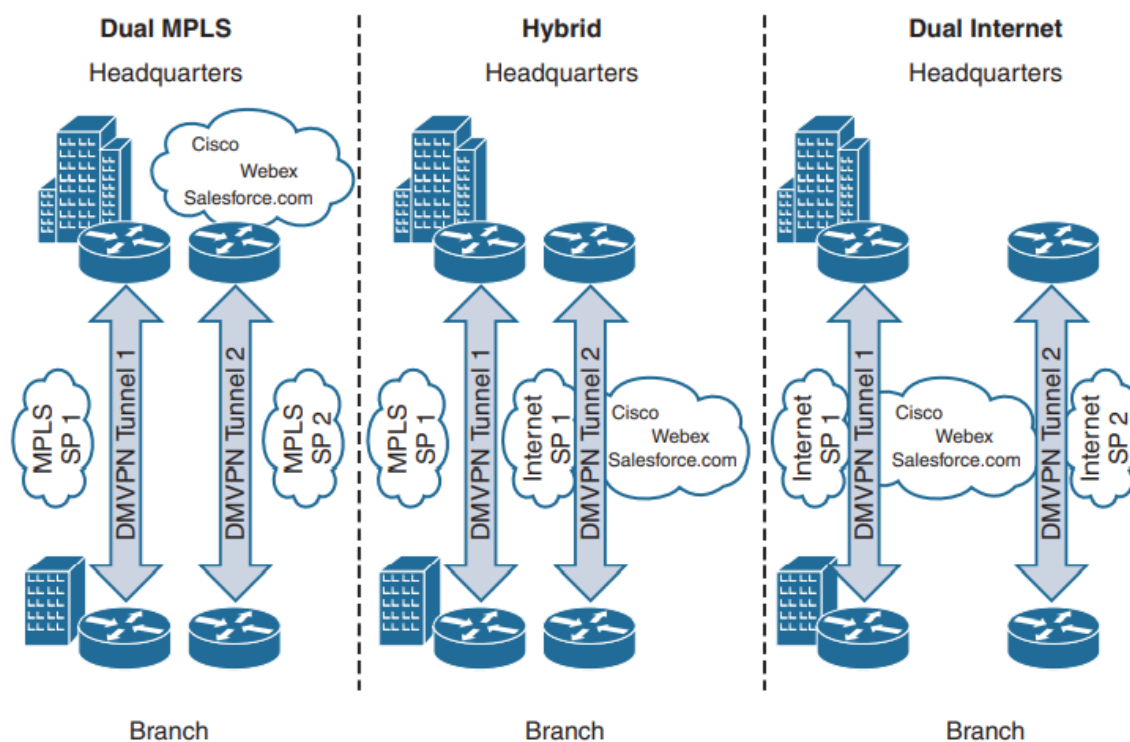 Dual MPLS
Headquarters
Cisco
Webex
Salesforce.com
MPLS
SP 1
DMVPN Tunnel 1
DMVPN Tunnel 2
MPLS
SP 2
Branch
Hybrid
Headquarters
MPLS
SP 1
DMVPN Tunnel 1
Internet
SP 1
DMVPN Tunnel 2
Cisco
Webex
Salesforce.com
Branch
Dual Internet
Headquarters
Internet
SP 1
DMVPN Tunnel 1
Cisco
Webex
Salesforce.com
DMVPN Tunnel 2
Internet
SP 2
Branch